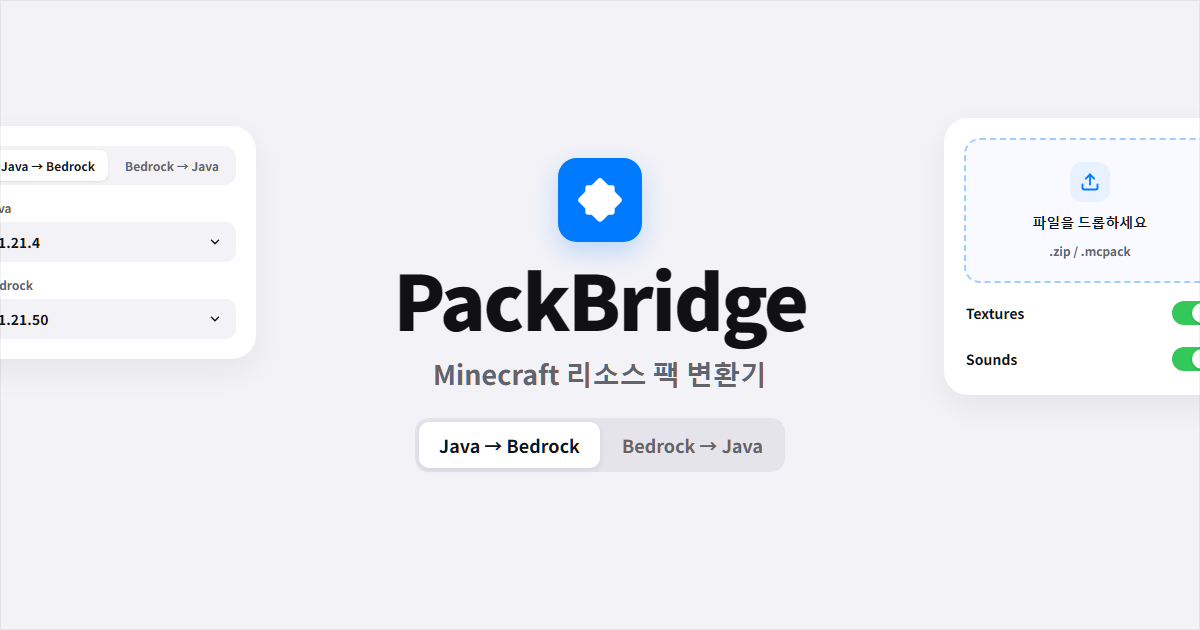 Java → Bedrock
Bedrock → Java
va
1.21.4
drock
1.21.50
PackBridge
Minecraft 리소스 팩 변환기
Java → Bedrock
Bedrock → Java
파일을 드롭하세요
.zip / .mcpack
Textures
Sounds